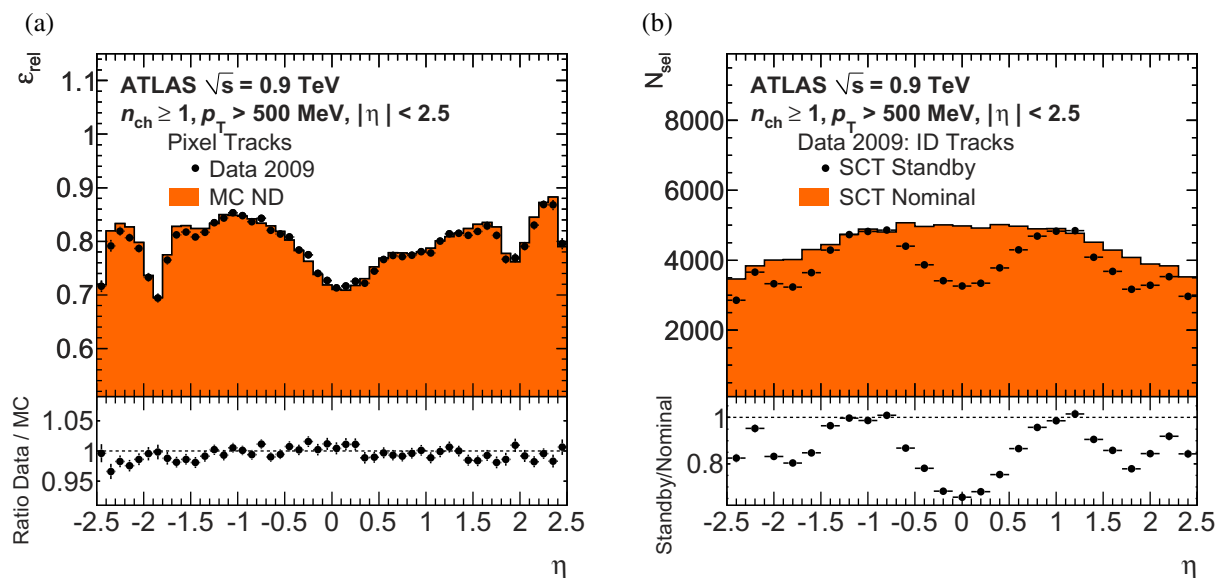 (a)
ε_rel
1.1
1
0.9
0.8
0.7
0.6
ATLAS √s = 0.9 TeV
n_ch ≥ 1, p_T > 500 MeV, |η| < 2.5
Pixel Tracks
Data 2009
MC ND
Ratio Data / MC
1.05
1
0.95
-2.5 -2 -1.5 -1 -0.5 0 0.5 1 1.5 2 2.5
η
(b)
N_sel
8000
6000
4000
2000
ATLAS √s = 0.9 TeV
n_ch ≥ 1, p_T > 500 MeV, |η| < 2.5
Data 2009: ID Tracks
SCT Standby
SCT Nominal
Standby/Nominal
1
0.8
-2.5 -2 -1.5 -1 -0.5 0 0.5 1 1.5 2 2.5
η